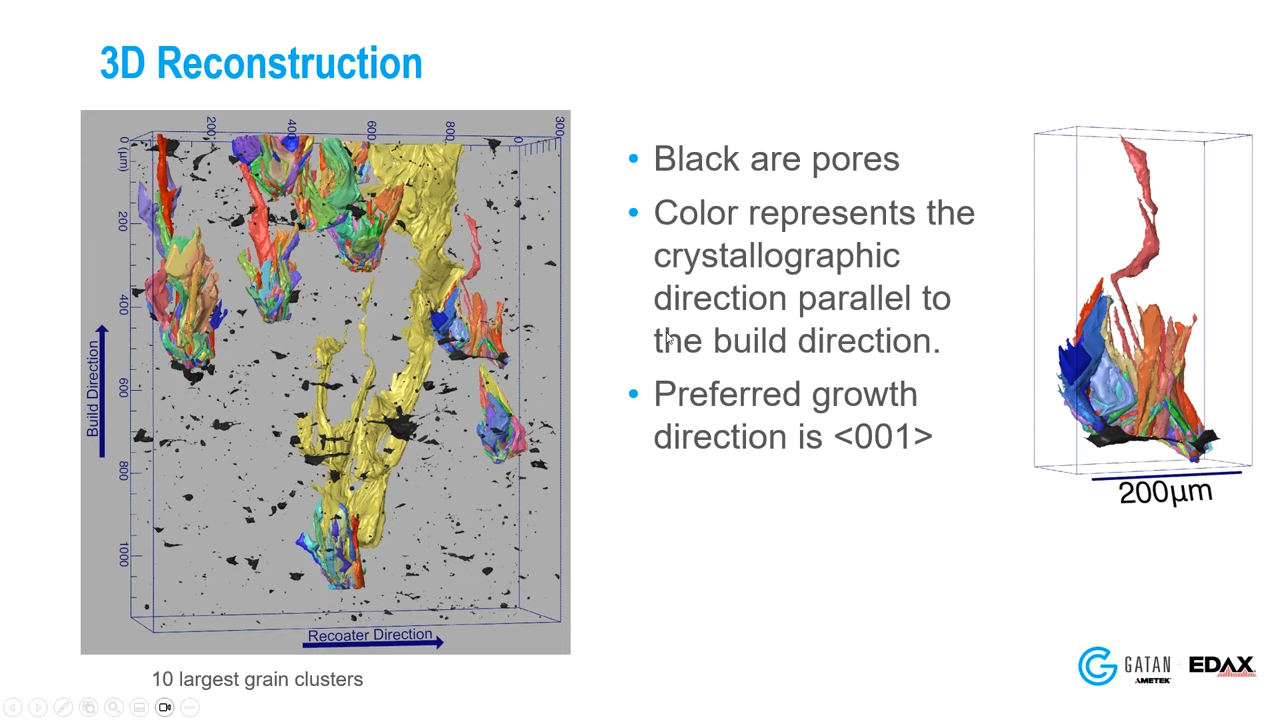 3D Reconstruction
0 (µm)
200
400
600
800
1000
200
400
600
800
0
300
Build Direction
Recoater Direction
10 largest grain clusters
• Black are pores
• Color represents the
crystallographic
direction parallel to
the build direction.
• Preferred growth
direction is <001>
200µm
GATAN
AMETEK
EDAX